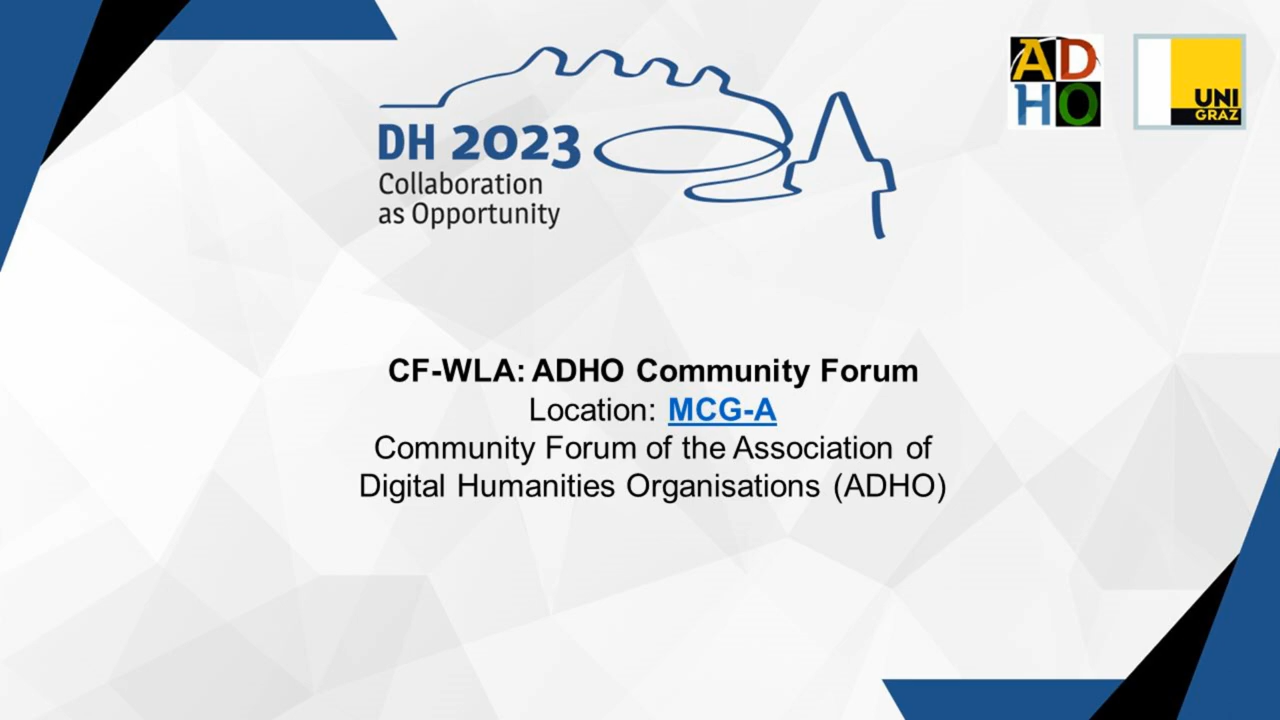 DH 2023
Collaboration
as Opportunity
AD
HO
UNI
GRAZ
CF-WLA: ADHO Community Forum
Location: MCG-A
Community Forum of the Association of
Digital Humanities Organisations (ADHO)